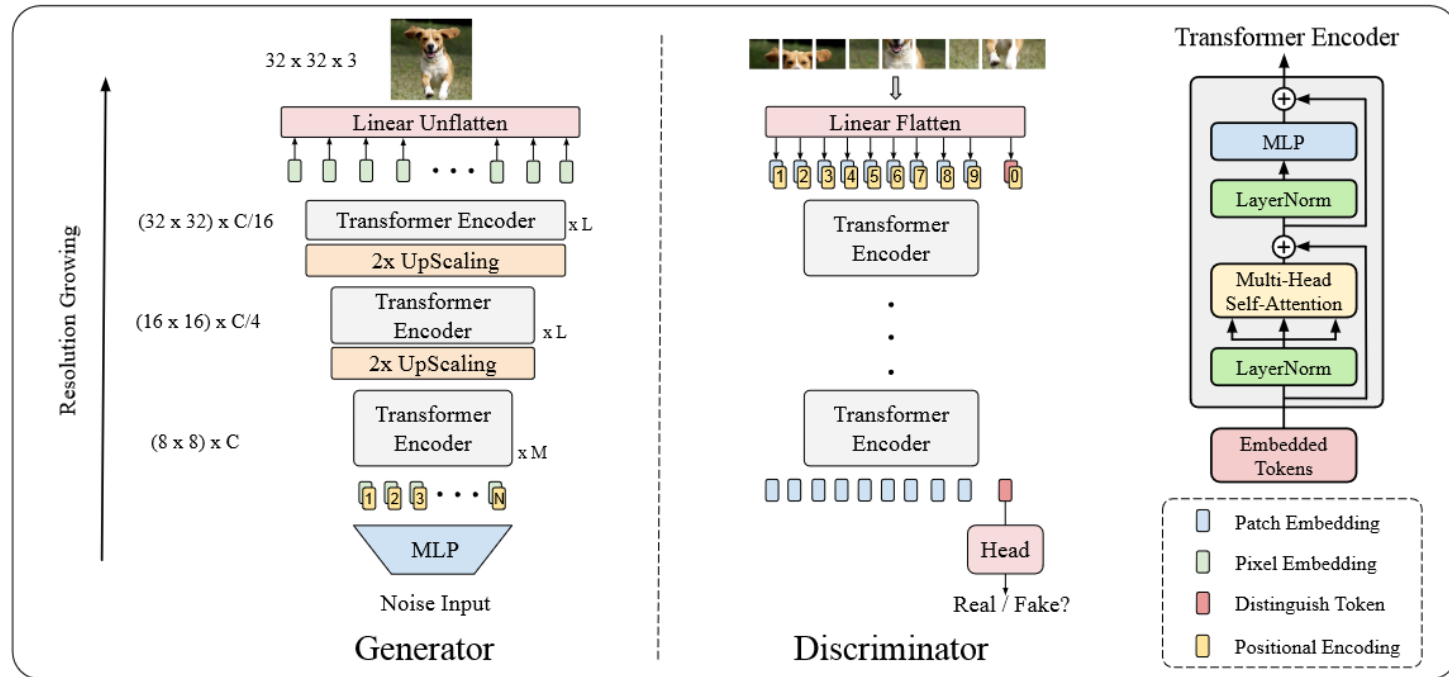 Resolution Growing
32 x 32 x 3
Linear Unflatten
(32 x 32) x C/16
Transformer Encoder
x L
2x UpScaling
(16 x 16) x C/4
Transformer
Encoder
x L
2x UpScaling
(8 x 8) x C
Transformer
Encoder
x M
1 2 3 N
MLP
Noise Input
Generator
Linear Flatten
1 2 3 4 5 6 7 8 9 0
Transformer
Encoder
Transformer
Encoder
Head
Real / Fake?
Discriminator
Transformer Encoder
MLP
LayerNorm
Multi-Head
Self-Attention
LayerNorm
Embedded
Tokens
Patch Embedding
Pixel Embedding
Distinguish Token
Positional Encoding